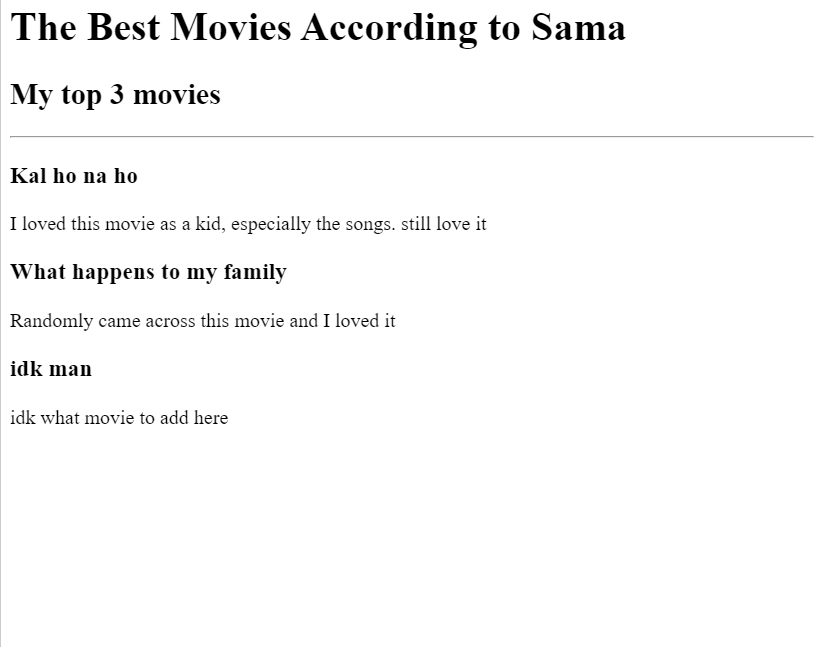 The Best Movies According to Sama
My top 3 movies
Kal ho na ho
I loved this movie as a kid, especially the songs. still love it
What happens to my family
Randomly came across this movie and I loved it
idk man
idk what movie to add here